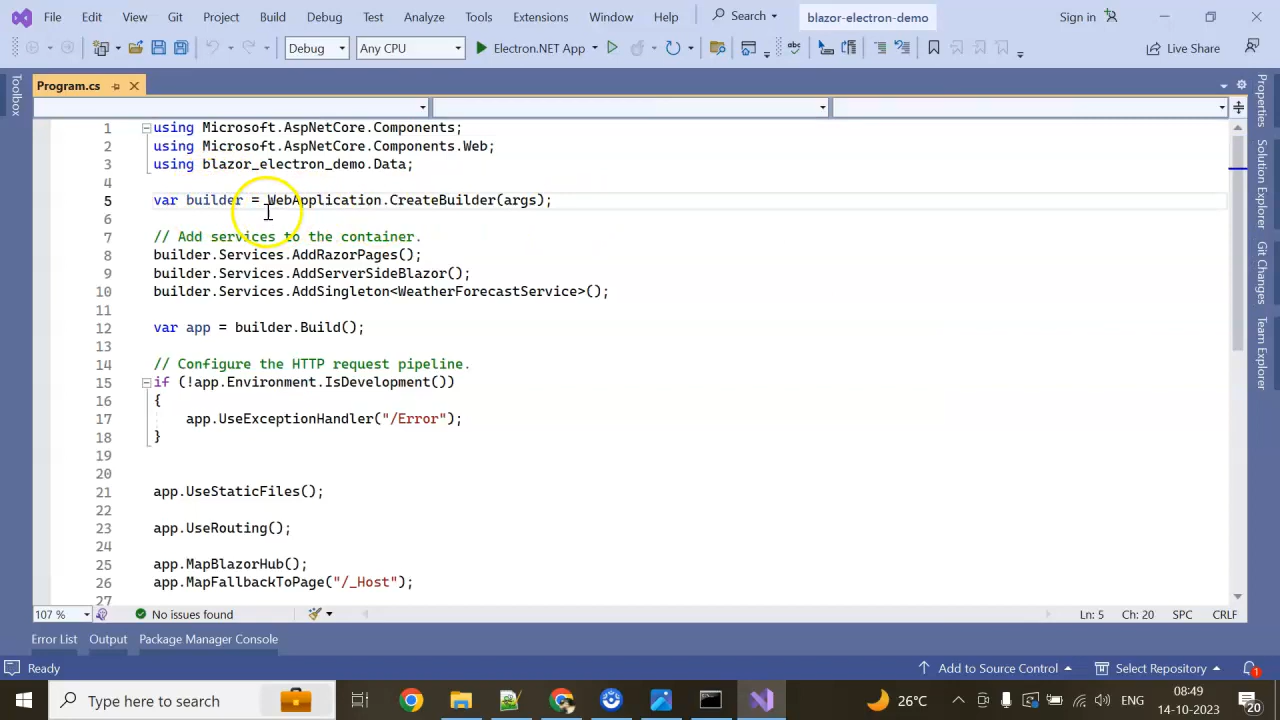 File Edit View Git Project Build Debug Test Analyze Tools Extensions Window Help Search blazor-electron-demo Sign in
Debug Any CPU Electron.NET App Live Share
Program.cs
Toolbox
Properties
Solution Explorer
Git Changes
Team Explorer
1 using Microsoft.AspNetCore.Components;
2 using Microsoft.AspNetCore.Components.Web;
3 using blazor_electron_demo.Data;
4
5 var builder = WebApplication.CreateBuilder(args);
6
7 // Add services to the container.
8 builder.Services.AddRazorPages();
9 builder.Services.AddServerSideBlazor();
10 builder.Services.AddSingleton<WeatherForecastService>();
11
12 var app = builder.Build();
13
14 // Configure the HTTP request pipeline.
15 if (!app.Environment.IsDevelopment())
16 {
17 app.UseExceptionHandler("/Error");
18 }
19
20
21 app.UseStaticFiles();
22
23 app.UseRouting();
24
25 app.MapBlazorHub();
26 app.MapFallbackToPage("/_Host");
27
107 % No issues found Ln: 5 Ch: 20 SPC CRLF
Error List Output Package Manager Console
Ready Add to Source Control Select Repository 1
Type here to search 26°C ENG 08:49
14-10-2023 20